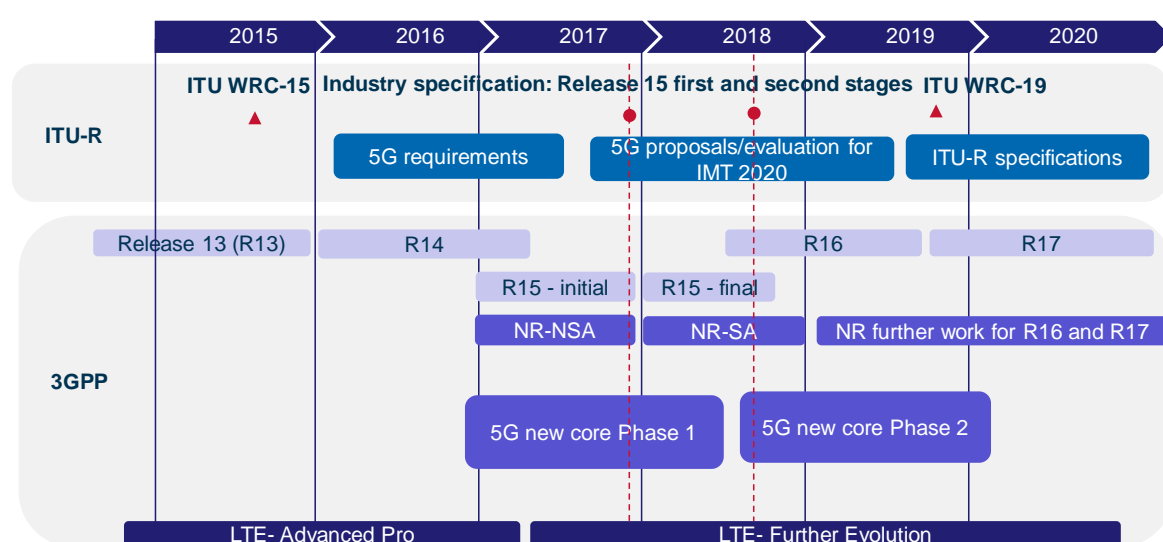 2015 2016 2017 2018 2019 2020
ITU WRC-15 Industry specification: Release 15 first and second stages ITU WRC-19
ITU-R
5G requirements
5G proposals/evaluation for
IMT 2020
ITU-R specifications
Release 13 (R13) R14 R16 R17
R15 - initial R15 - final
NR-NSA NR-SA NR further work for R16 and R17
3GPP
5G new core Phase 1 5G new core Phase 2
LTE- Advanced Pro LTE- Further Evolution